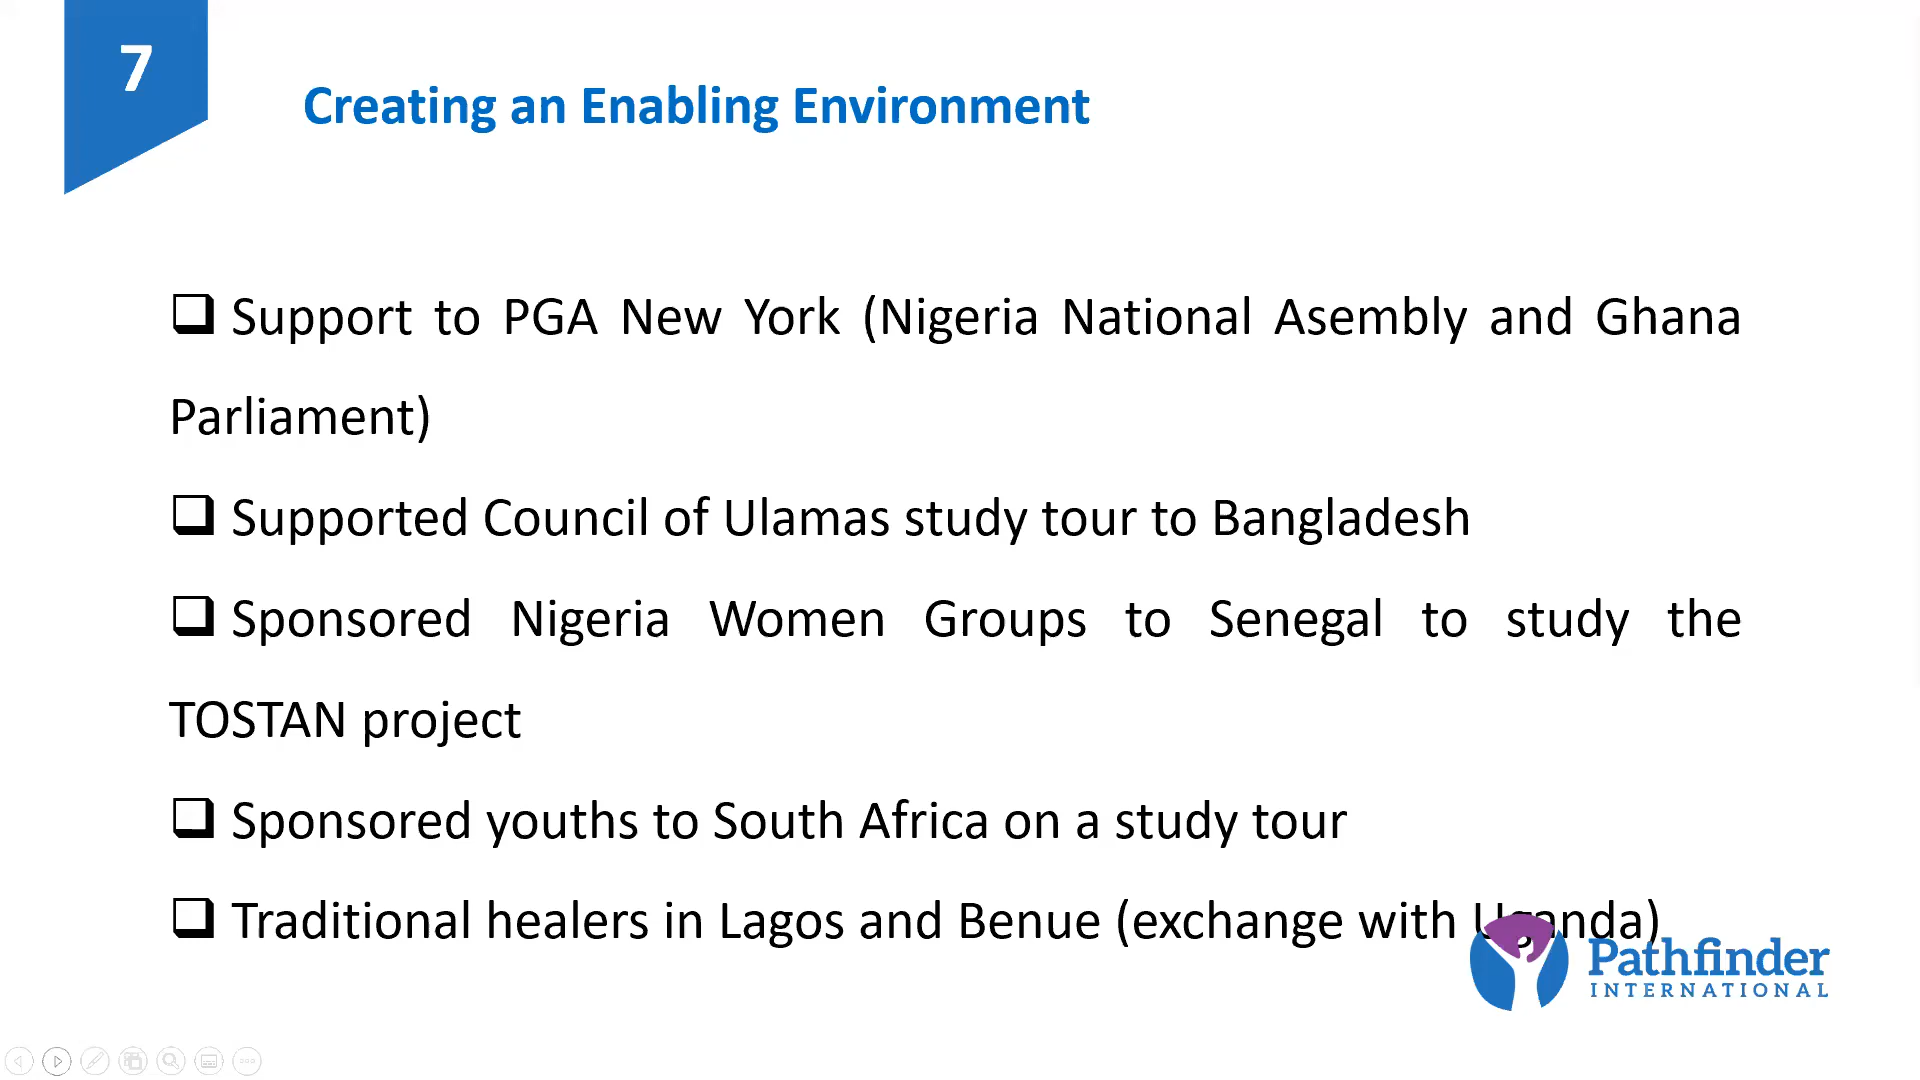 7
Creating an Enabling Environment
Support to PGA New York (Nigeria National Asembly and Ghana
Parliament)
Supported Council of Ulamas study tour to Bangladesh
Sponsored Nigeria Women Groups to Senegal to study the
TOSTAN project
Sponsored youths to South Africa on a study tour
Traditional healers in Lagos and Benue (exchange with Uganda)
Pathfinder
INTERNATIONAL